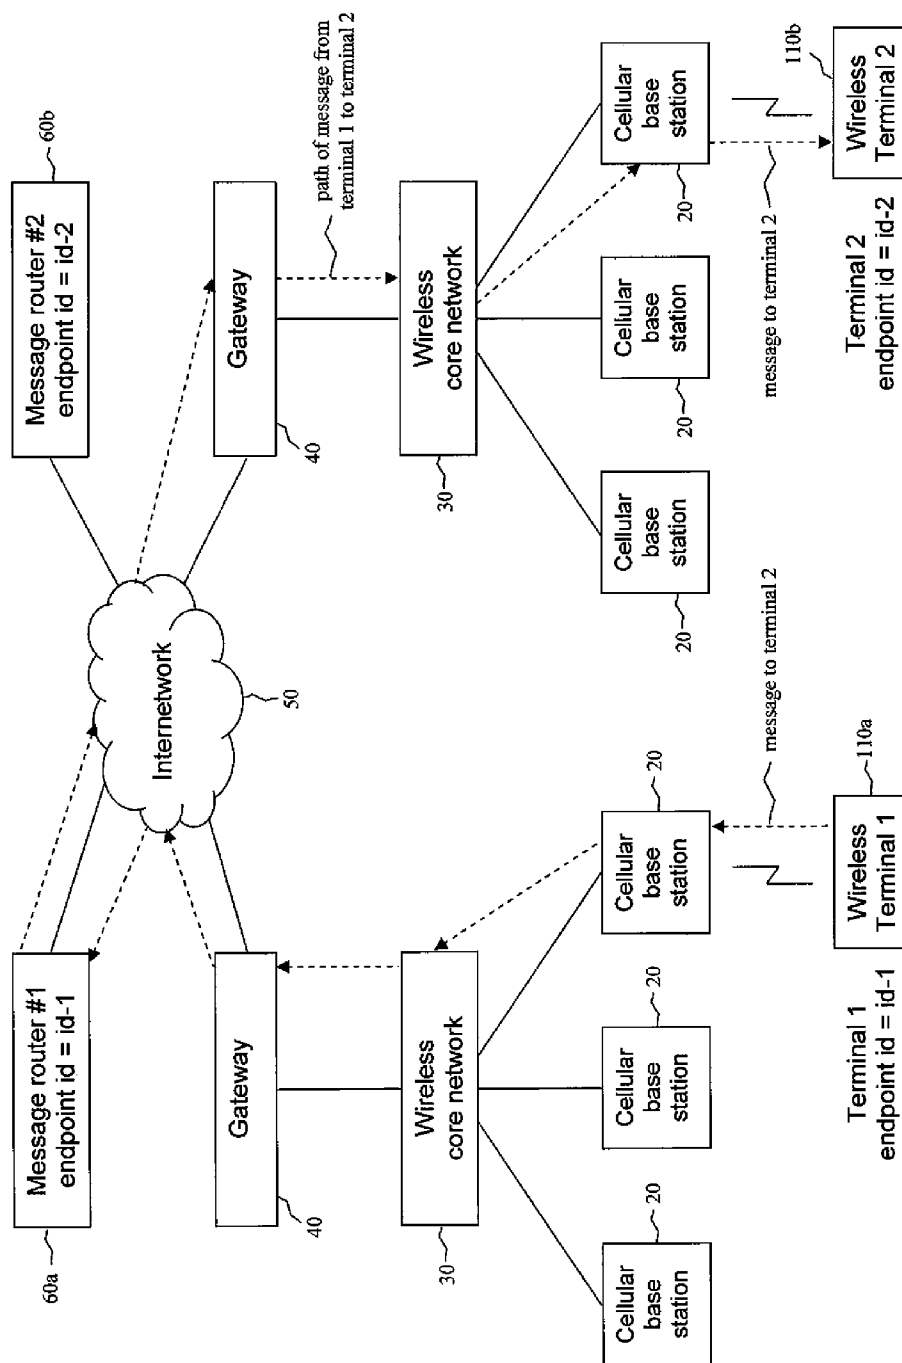 Message router #1
endpoint id = id-1
60a
Message router #2
endpoint id = id-2
60b
Internetwork
50
Gateway
40
Gateway
40
path of message from
terminal 1 to terminal 2
Wireless
core network
30
Wireless
core network
30
Cellular
base
station
20
Cellular
base
station
20
Cellular
base
station
20
Cellular
base
station
20
Cellular
base
station
20
Cellular
base
station
20
message to terminal 2
message to terminal 2
Wireless
Terminal 1
110a
Wireless
Terminal 2
110b
Terminal 1
endpoint id = id-1
Terminal 2
endpoint id = id-2